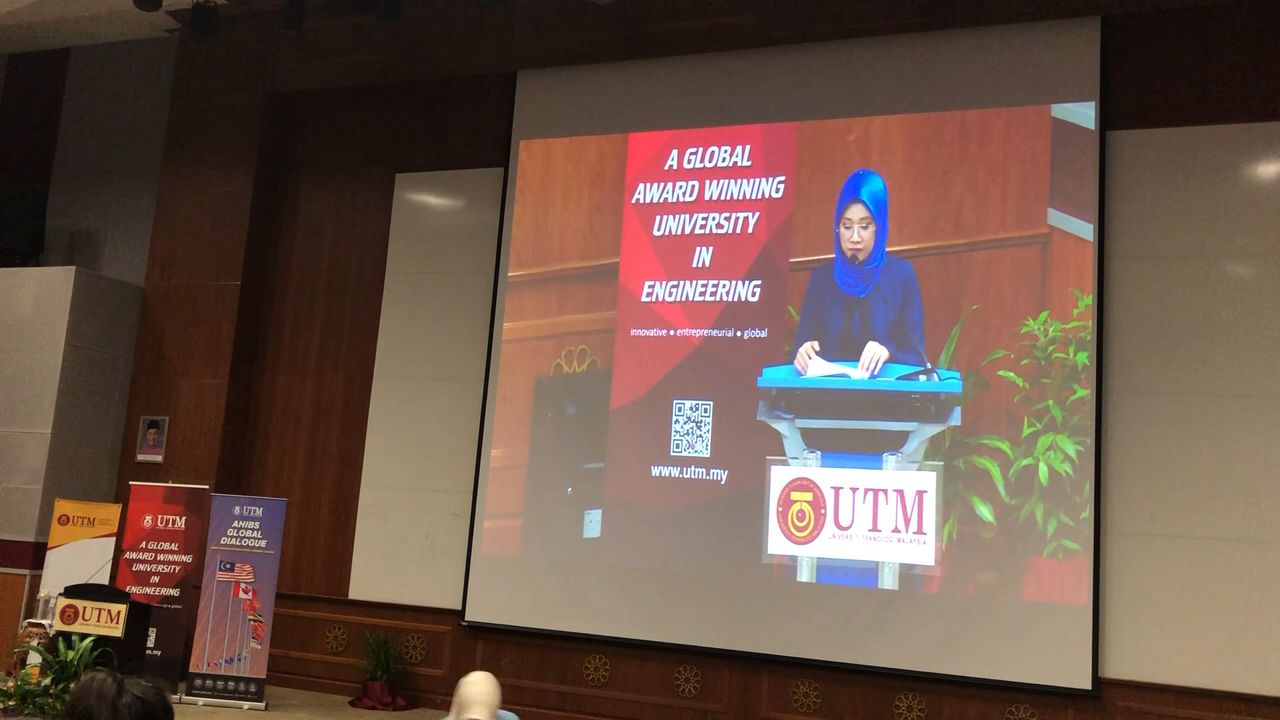 A GLOBAL
AWARD WINNING
UNIVERSITY
IN
ENGINEERING
innovative ● entrepreneurial ● global
www.utm.my
UTM
UNIVERSITI TEKNOLOGI MALAYSIA
UTM
UTM
A GLOBAL
AWARD WINNING
UNIVERSITY
IN
ENGINEERING
UTM
AHIBS
GLOBAL
DIALOGUE
UTM